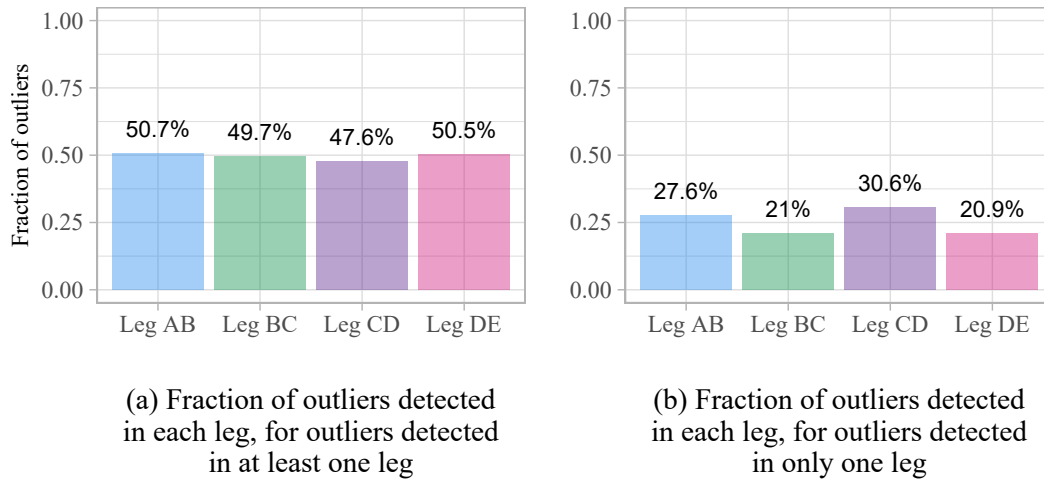 Fraction of outliers
1.00
0.75
0.50
0.25
0.00
50.7%
49.7%
47.6%
50.5%
Leg AB Leg BC Leg CD Leg DE
(a) Fraction of outliers detected
in each leg, for outliers detected
in at least one leg
1.00
0.75
0.50
0.25
0.00
27.6%
21%
30.6%
20.9%
Leg AB Leg BC Leg CD Leg DE
(b) Fraction of outliers detected
in each leg, for outliers detected
in only one leg